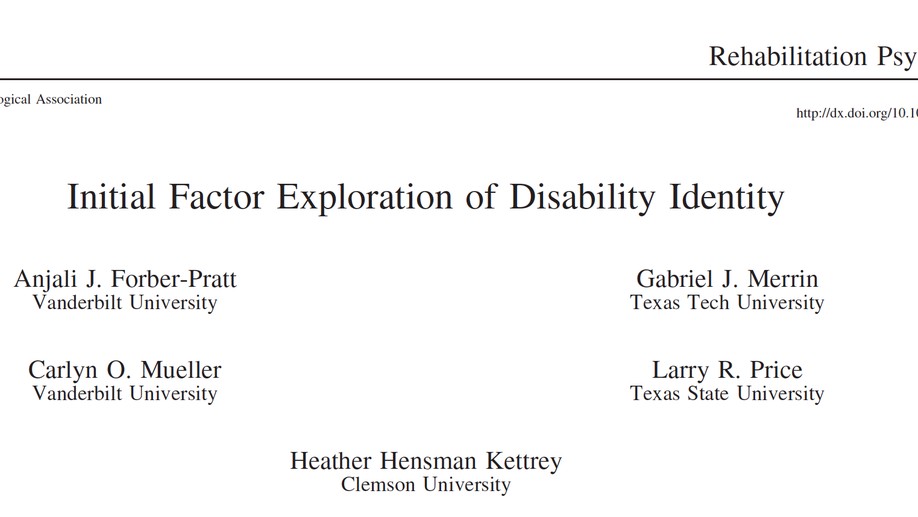 Rehabilitation Psy
ogical Association
http://dx.doi.org/10.10
Initial Factor Exploration of Disability Identity
Anjali J. Forber-Pratt
Vanderbilt University
Gabriel J. Merrin
Texas Tech University
Carlyn O. Mueller
Vanderbilt University
Larry R. Price
Texas State University
Heather Hensman Kettrey
Clemson University